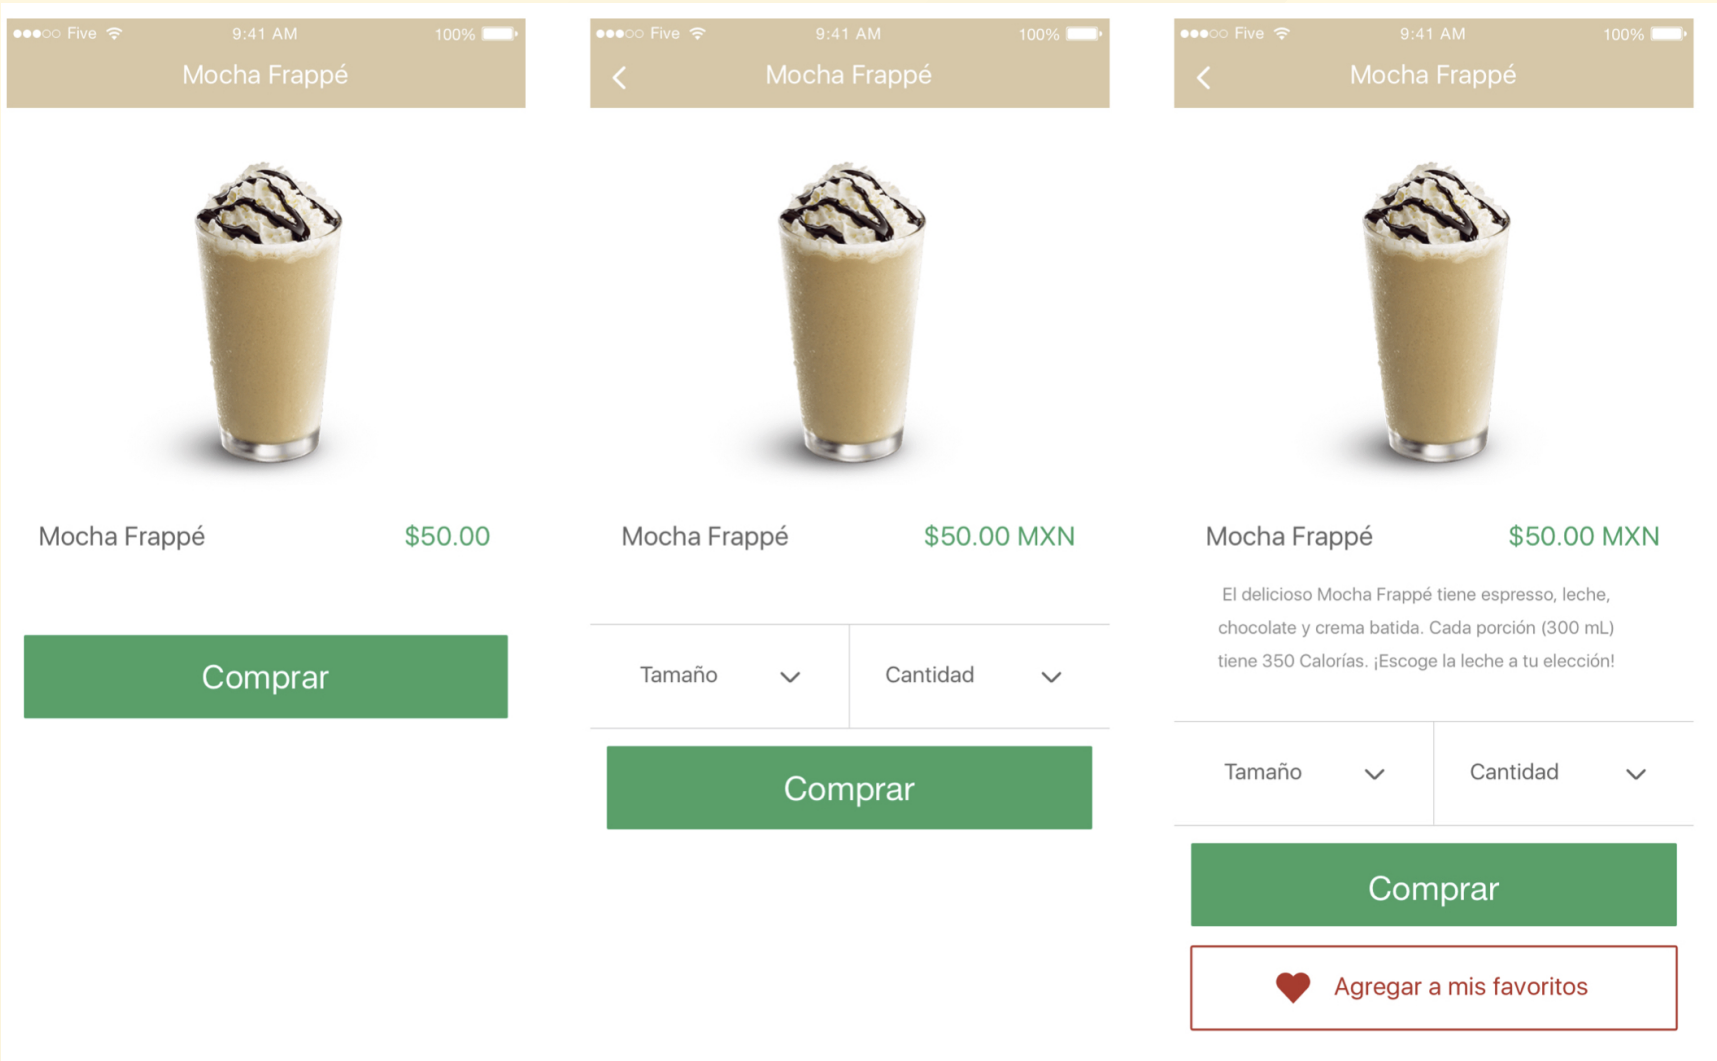 Five 9:41 AM 100%
Mocha Frappé
Mocha Frappé $50.00
Comprar
Five 9:41 AM 100%
Mocha Frappé
Mocha Frappé $50.00 MXN
Tamaño Cantidad
Comprar
Five 9:41 AM 100%
Mocha Frappé
Mocha Frappé $50.00 MXN
El delicioso Mocha Frappé tiene espresso, leche,
chocolate y crema batida. Cada porción (300 mL)
tiene 350 Calorías. ¡Escoge la leche a tu elección!
Tamaño Cantidad
Comprar
Agregar a mis favoritos